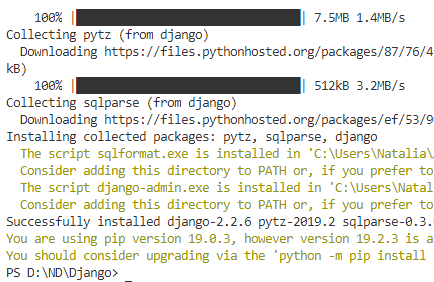 100% |████████████████████████████████| 7.5MB 1.4MB/s
Collecting pytz (from django)
Downloading https://files.pythonhosted.org/packages/87/76/4
kB)
100% |████████████████████████████████| 512kB 3.2MB/s
Collecting sqlparse (from django)
Downloading https://files.pythonhosted.org/packages/ef/53/9
Installing collected packages: pytz, sqlparse, django
The script sqlformat.exe is installed in 'C:\Users\Natalia\
Consider adding this directory to PATH or, if you prefer to
The script django-admin.exe is installed in 'C:\Users\Natal
Consider adding this directory to PATH or, if you prefer to
Successfully installed django-2.2.6 pytz-2019.2 sqlparse-0.3.
You are using pip version 19.0.3, however version 19.2.3 is a
You should consider upgrading via the 'python -m pip install
PS D:\ND\Django> _